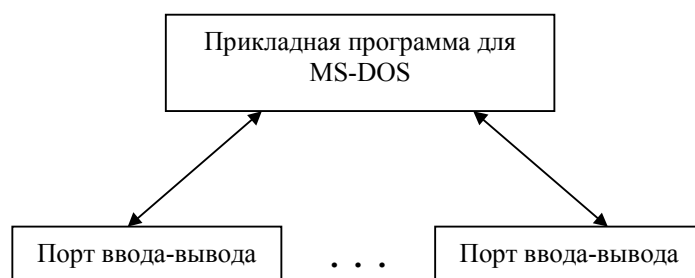 Прикладная программа для
MS-DOS
Порт ввода-вывода . . . Порт ввода-вывода